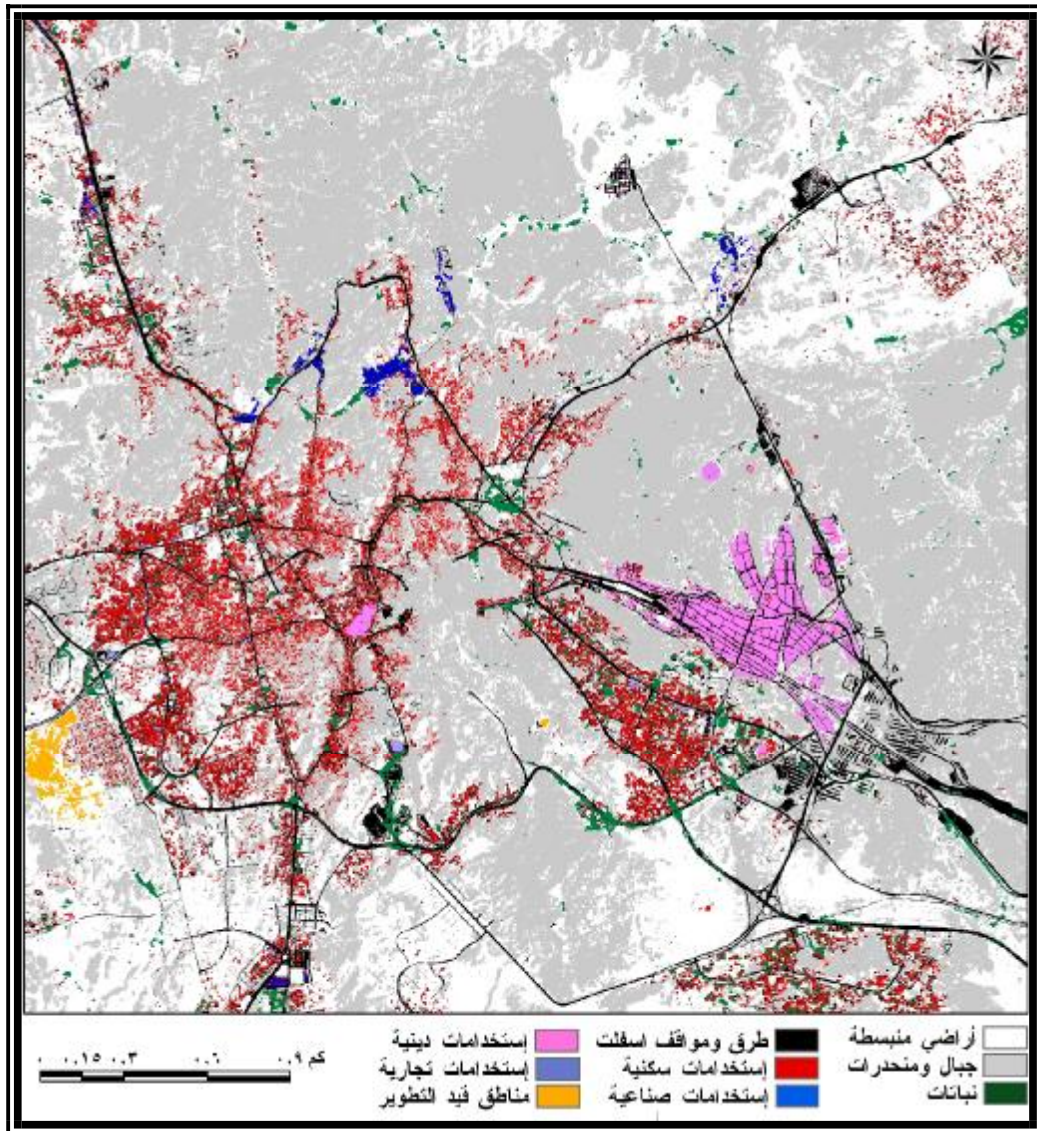 أراضي منبسطة
جبال ومنحدرات
نباتات
طرق ومواقف اسفلت
إستخدامات سكنية
إستخدامات صناعية
إستخدامات دينية
إستخدامات تجارية
مناطق قيد التطوير
٠ ٠.١٥ ٠.٣ ٠.٦ ٠.٩ كم